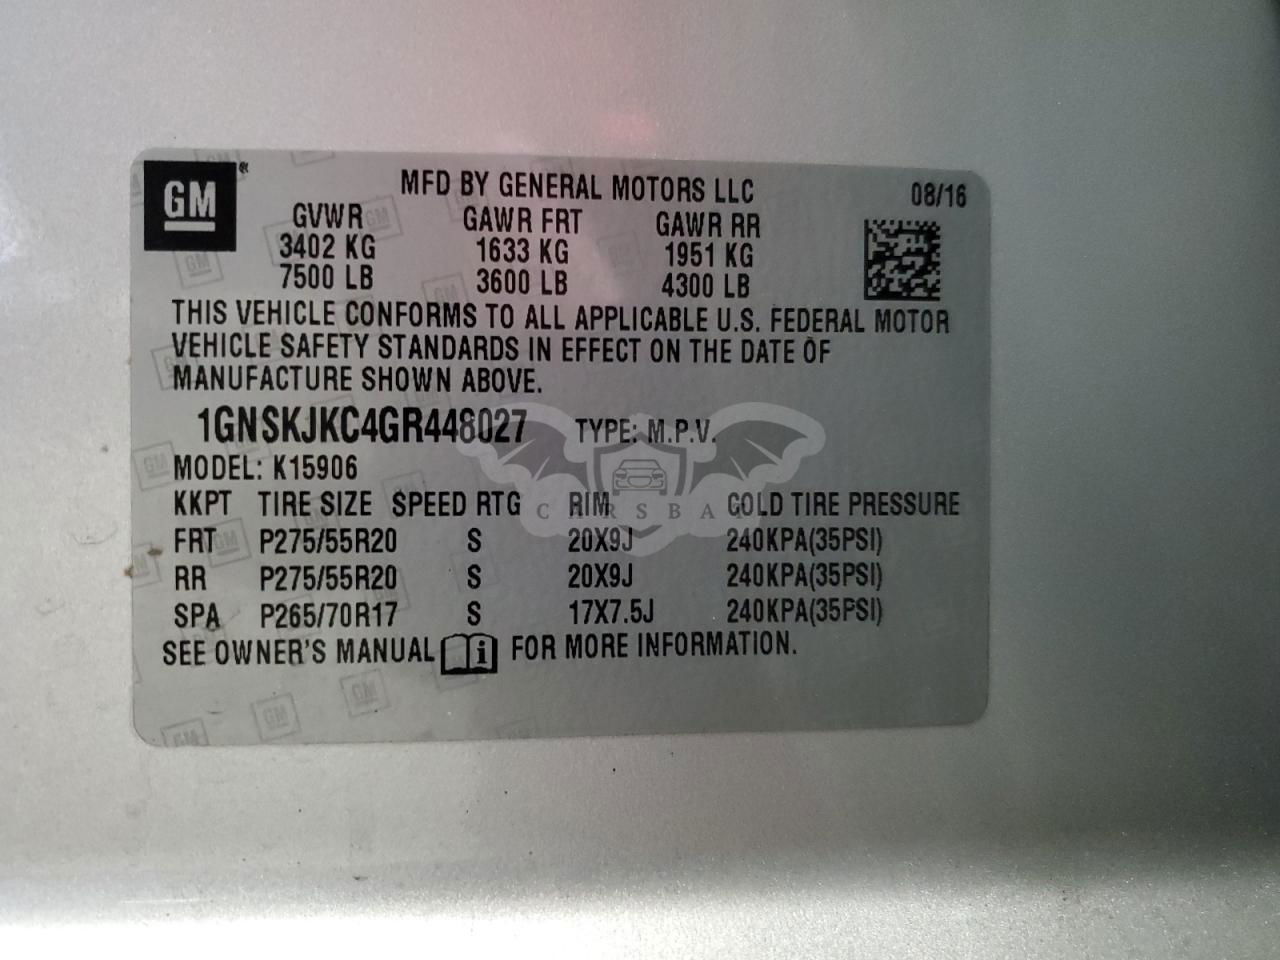 GM
MFD BY GENERAL MOTORS LLC 08/16
GVWR GAWR FRT GAWR RR
3402 KG 1633 KG 1951 KG
7500 LB 3600 LB 4300 LB
THIS VEHICLE CONFORMS TO ALL APPLICABLE U.S. FEDERAL MOTOR
VEHICLE SAFETY STANDARDS IN EFFECT ON THE DATE OF
MANUFACTURE SHOWN ABOVE.
1GNSKJKC4GR448027 TYPE: M.P.V.
MODEL: K15906
KKPT TIRE SIZE SPEED RTG RIM COLD TIRE PRESSURE
CARSBAT
FRT P275/55R20 S 20X9J 240KPA(35PSI)
RR P275/55R20 S 20X9J 240KPA(35PSI)
SPA P265/70R17 S 17X7.5J 240KPA(35PSI)
SEE OWNER'S MANUAL i FOR MORE INFORMATION.